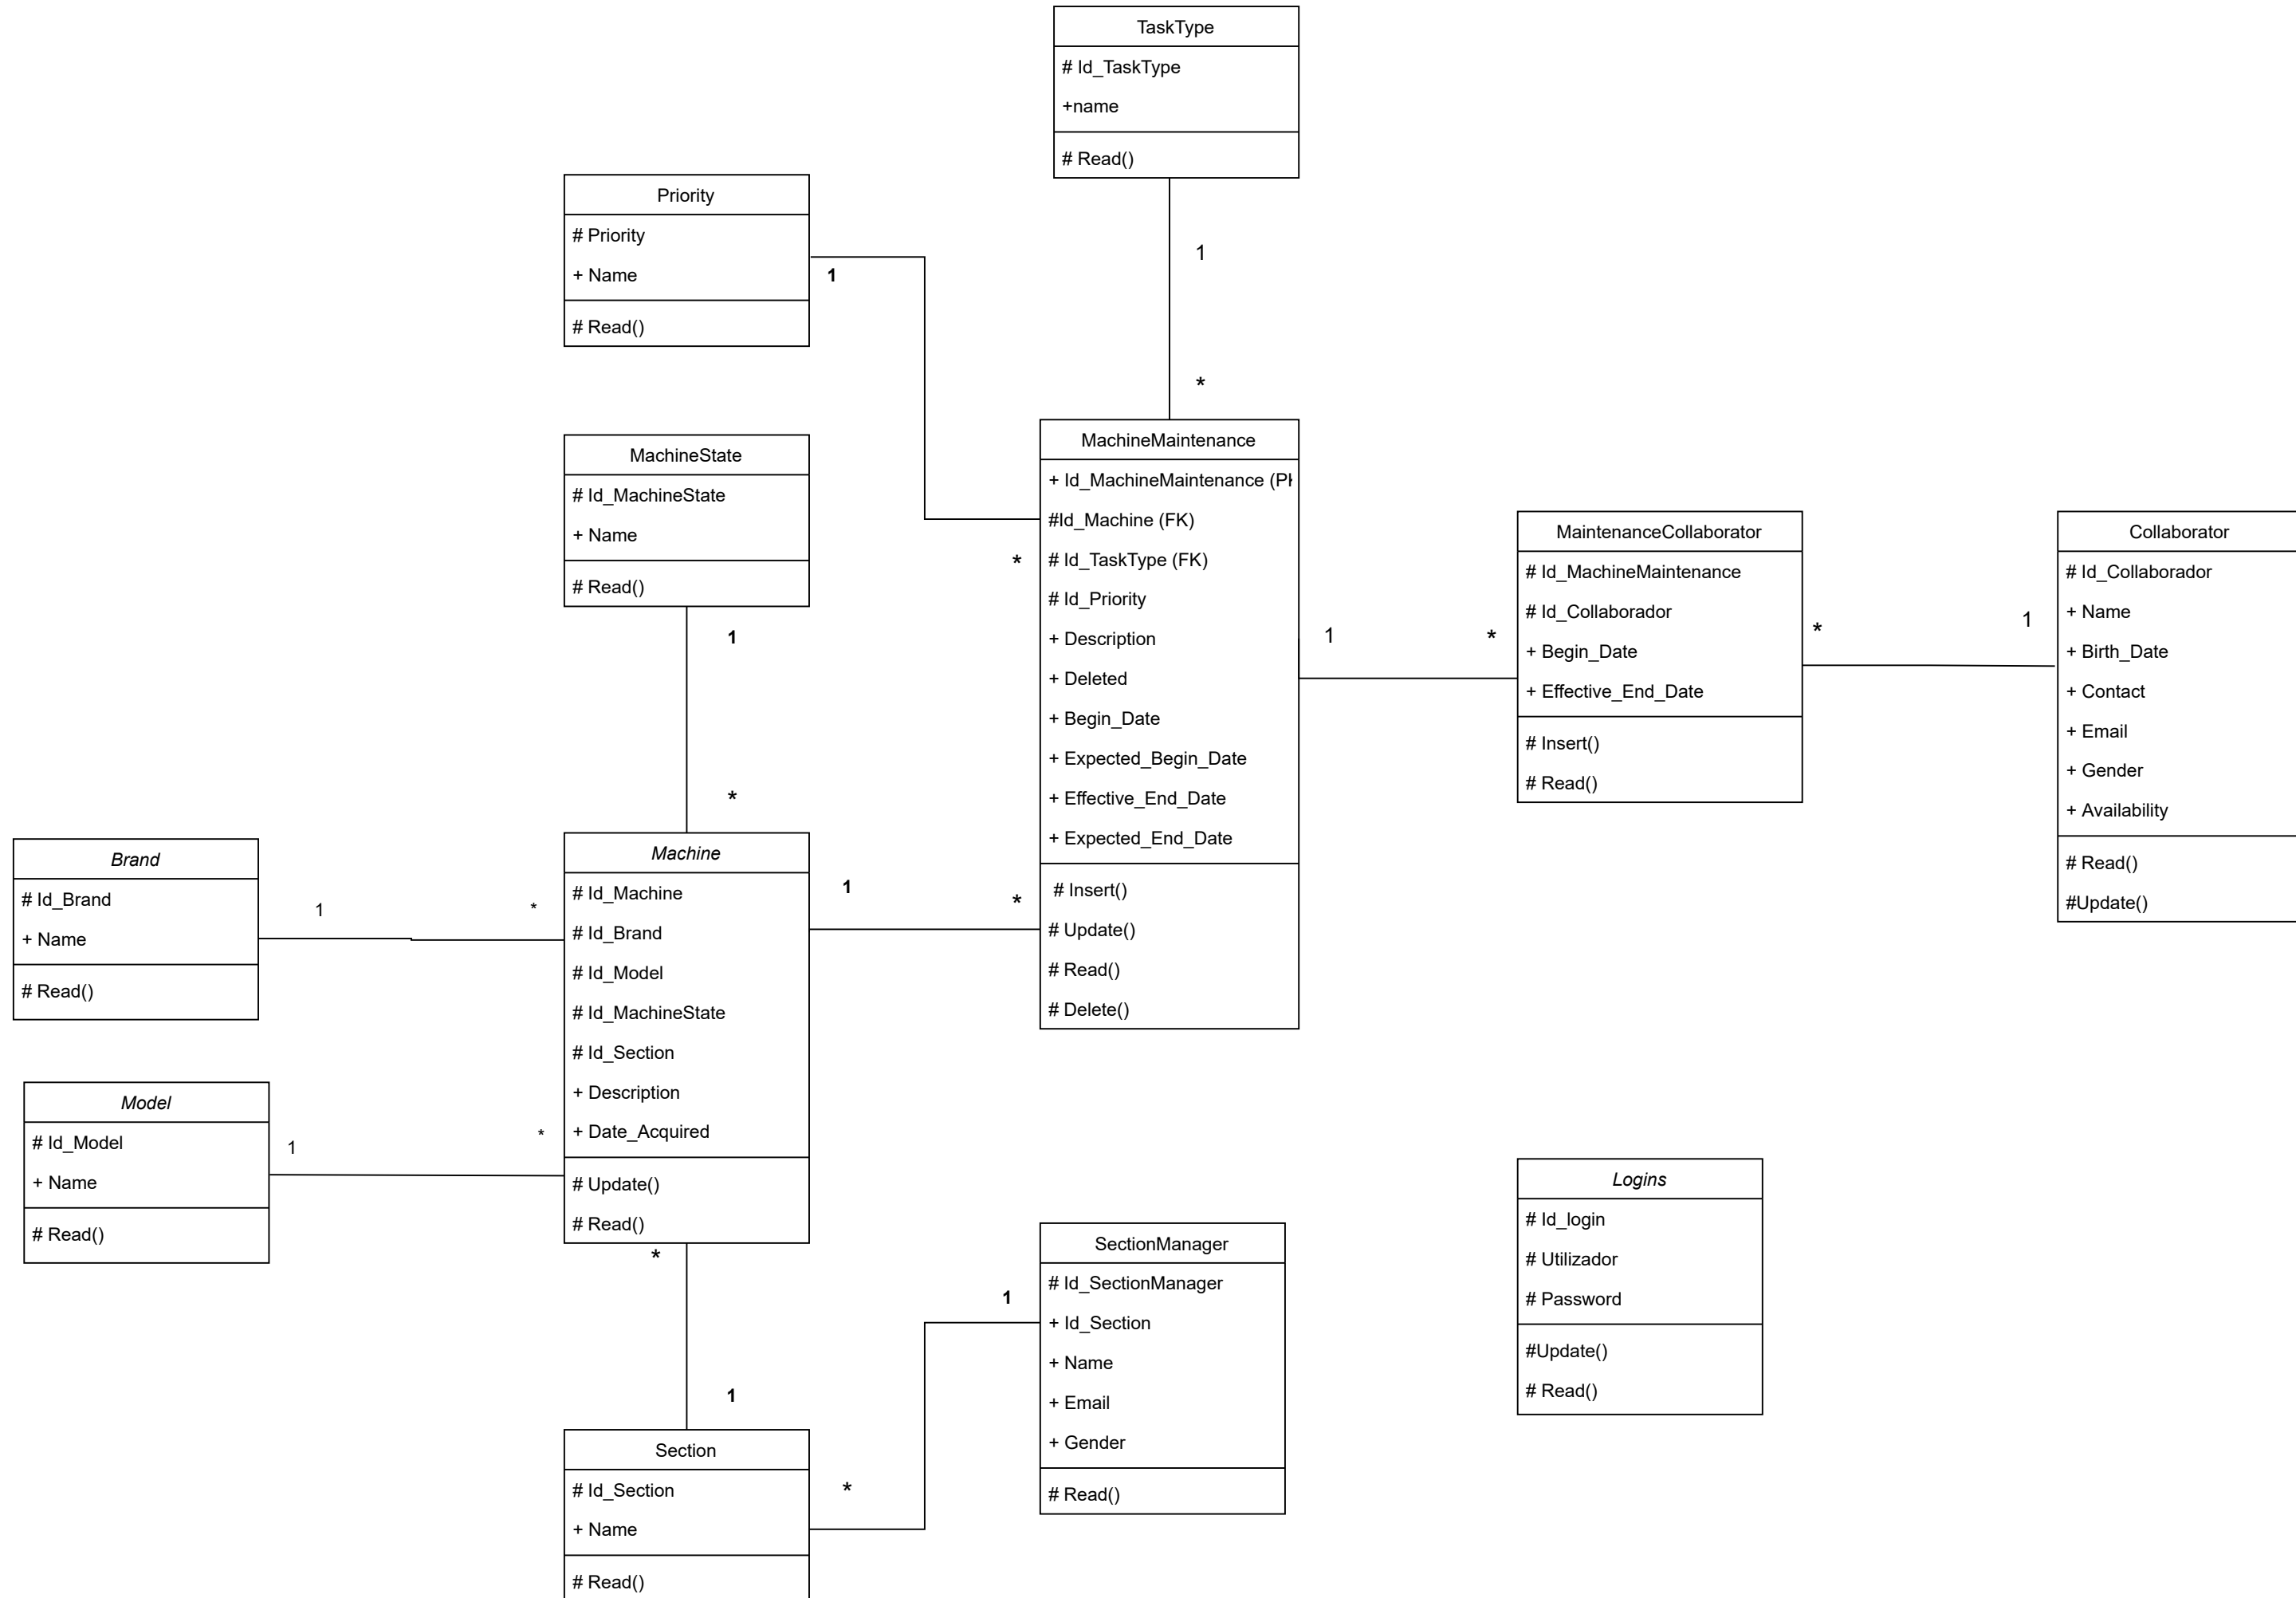 TaskType
# Id_TaskType
+name
# Read()
Priority
# Priority
+ Name
# Read()
1
1
*
MachineState
# Id_MachineState
+ Name
# Read()
1
*
MachineMaintenance
+ Id_MachineMaintenance (P
#Id_Machine (FK)
# Id_TaskType (FK)
# Id_Priority
+ Description
+ Deleted
+ Begin_Date
+ Expected_Begin_Date
+ Effective_End_Date
+ Expected_End_Date
# Insert()
# Update()
# Read()
# Delete()
*
1
*
MaintenanceCollaborator
# Id_MachineMaintenance
# Id_Collaborador
+ Begin_Date
+ Effective_End_Date
# Insert()
# Read()
*
1
Collaborator
# Id_Collaborador
+ Name
+ Birth_Date
+ Contact
+ Email
+ Gender
+ Availability
# Read()
#Update()
Brand
# Id_Brand
+ Name
# Read()
1
*
Machine
# Id_Machine
# Id_Brand
# Id_Model
# Id_MachineState
# Id_Section
+ Description
+ Date_Acquired
# Update()
# Read()
1
*
Model
# Id_Model
+ Name
# Read()
1
*
*
1
Section
# Id_Section
+ Name
# Read()
*
1
SectionManager
# Id_SectionManager
+ Id_Section
+ Name
+ Email
+ Gender
# Read()
Logins
# Id_login
# Utilizador
# Password
#Update()
# Read()